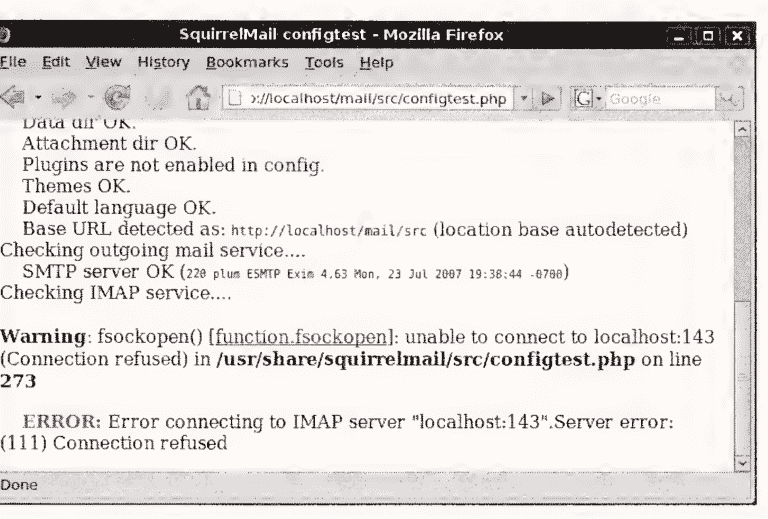 SquirrelMail configtest - Mozilla Firefox
File Edit View History Bookmarks Tools Help
://localhost/mail/src/configtest.php G Google
Data dir OK.
Attachment dir OK.
Plugins are not enabled in config.
Themes OK.
Default language OK.
Base URL detected as: http://localhost/mail/src (location base autodetected)
Checking outgoing mail service....
SMTP server OK (220 plum ESMTP Exim 4.63 Mon, 23 Jul 2007 19:38:44 -0700)
Checking IMAP service....
Warning: fsockopen() [function.fsockopen]: unable to connect to localhost:143
(Connection refused) in /usr/share/squirrelmail/src/configtest.php on line
273
ERROR: Error connecting to IMAP server "localhost:143".Server error:
(111) Connection refused
Done